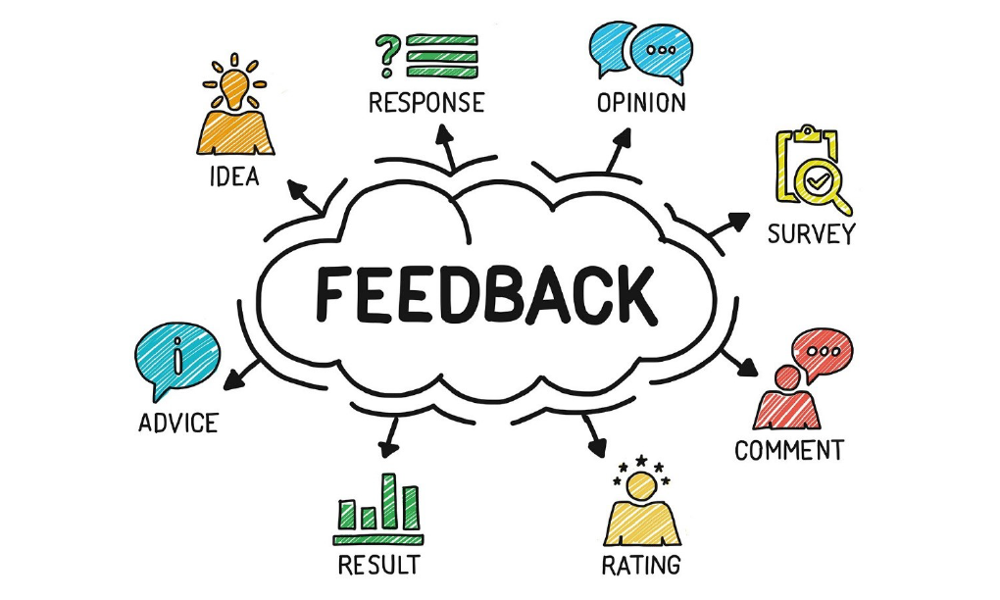 RESPONSE
OPINION
IDEA
SURVEY
FEEDBACK
ADVICE
COMMENT
RESULT
RATING